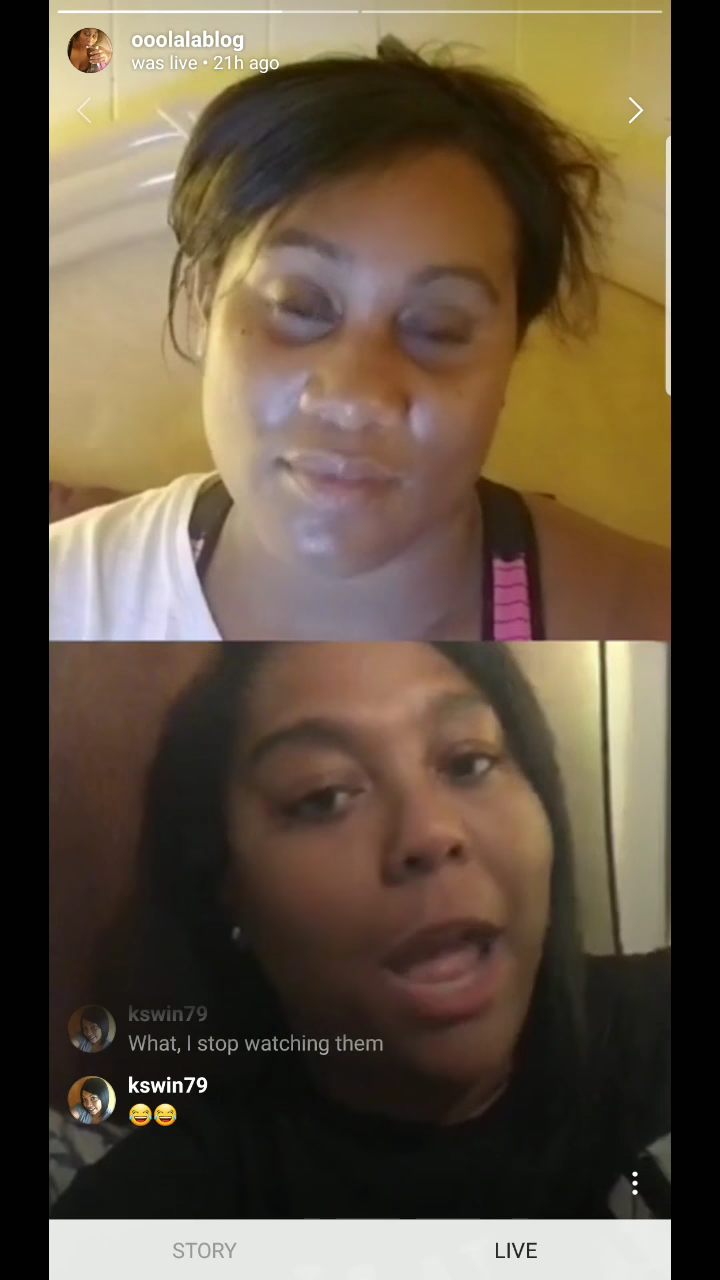 ooolalablog
was live • 21h ago
kswin79
What, I stop watching them
kswin79
😂😂
STORY LIVE